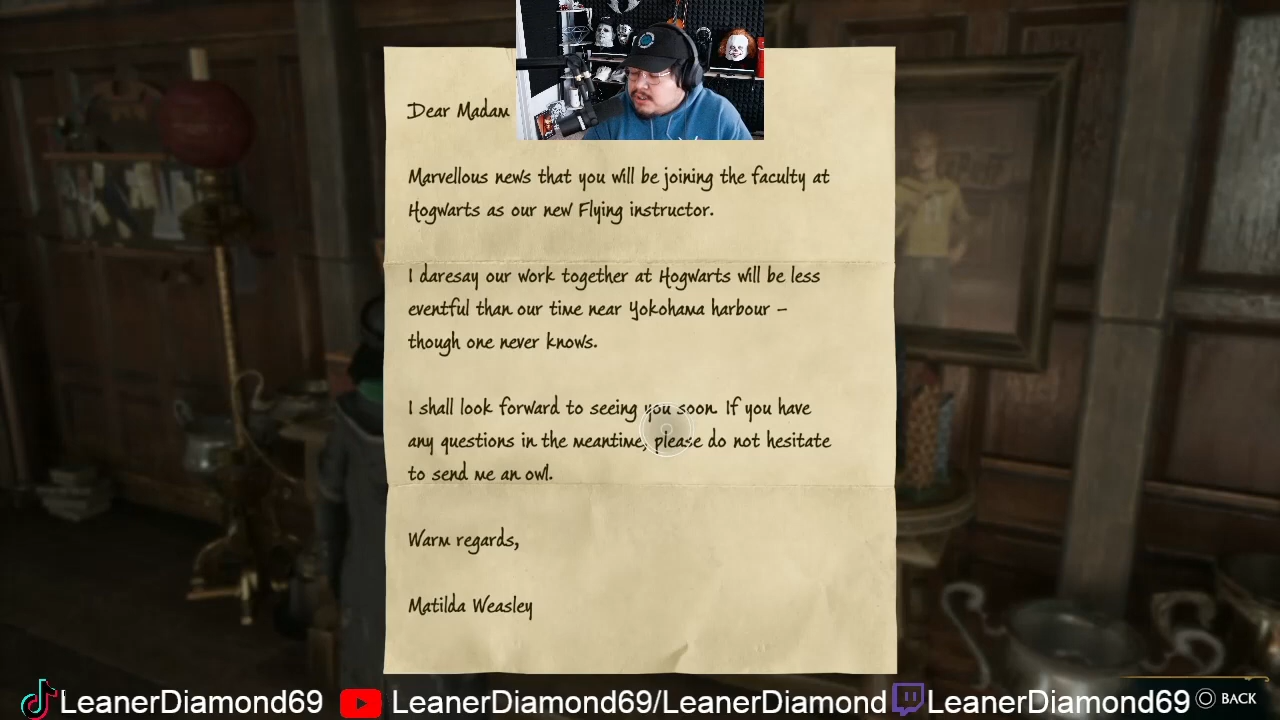 Dear Madam
Marvellous news that you will be joining the faculty at
Hogwarts as our new Flying instructor.
I daresay our work together at Hogwarts will be less
eventful than our time near Yokohama harbour –
though one never knows.
I shall look forward to seeing you soon. If you have
any questions in the meantime, please do not hesitate
to send me an owl.
Warm regards,
Matilda Weasley
LeanerDiamond69 LeanerDiamond69/LeanerDiamond LeanerDiamond69 BACK